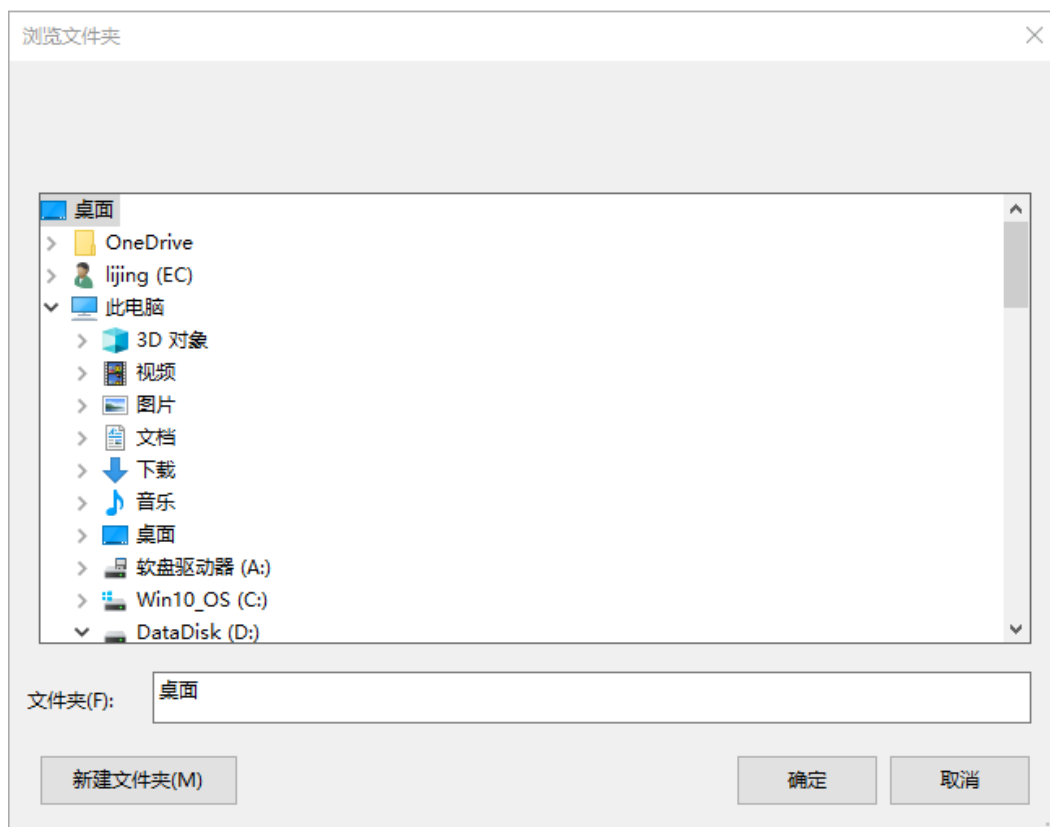 浏览文件夹
桌面
OneDrive
lijing (EC)
此电脑
3D 对象
视频
图片
文档
下载
音乐
桌面
软盘驱动器 (A:)
Win10_OS (C:)
DataDisk (D:)
文件夹(F):
桌面
新建文件夹(M)
确定
取消